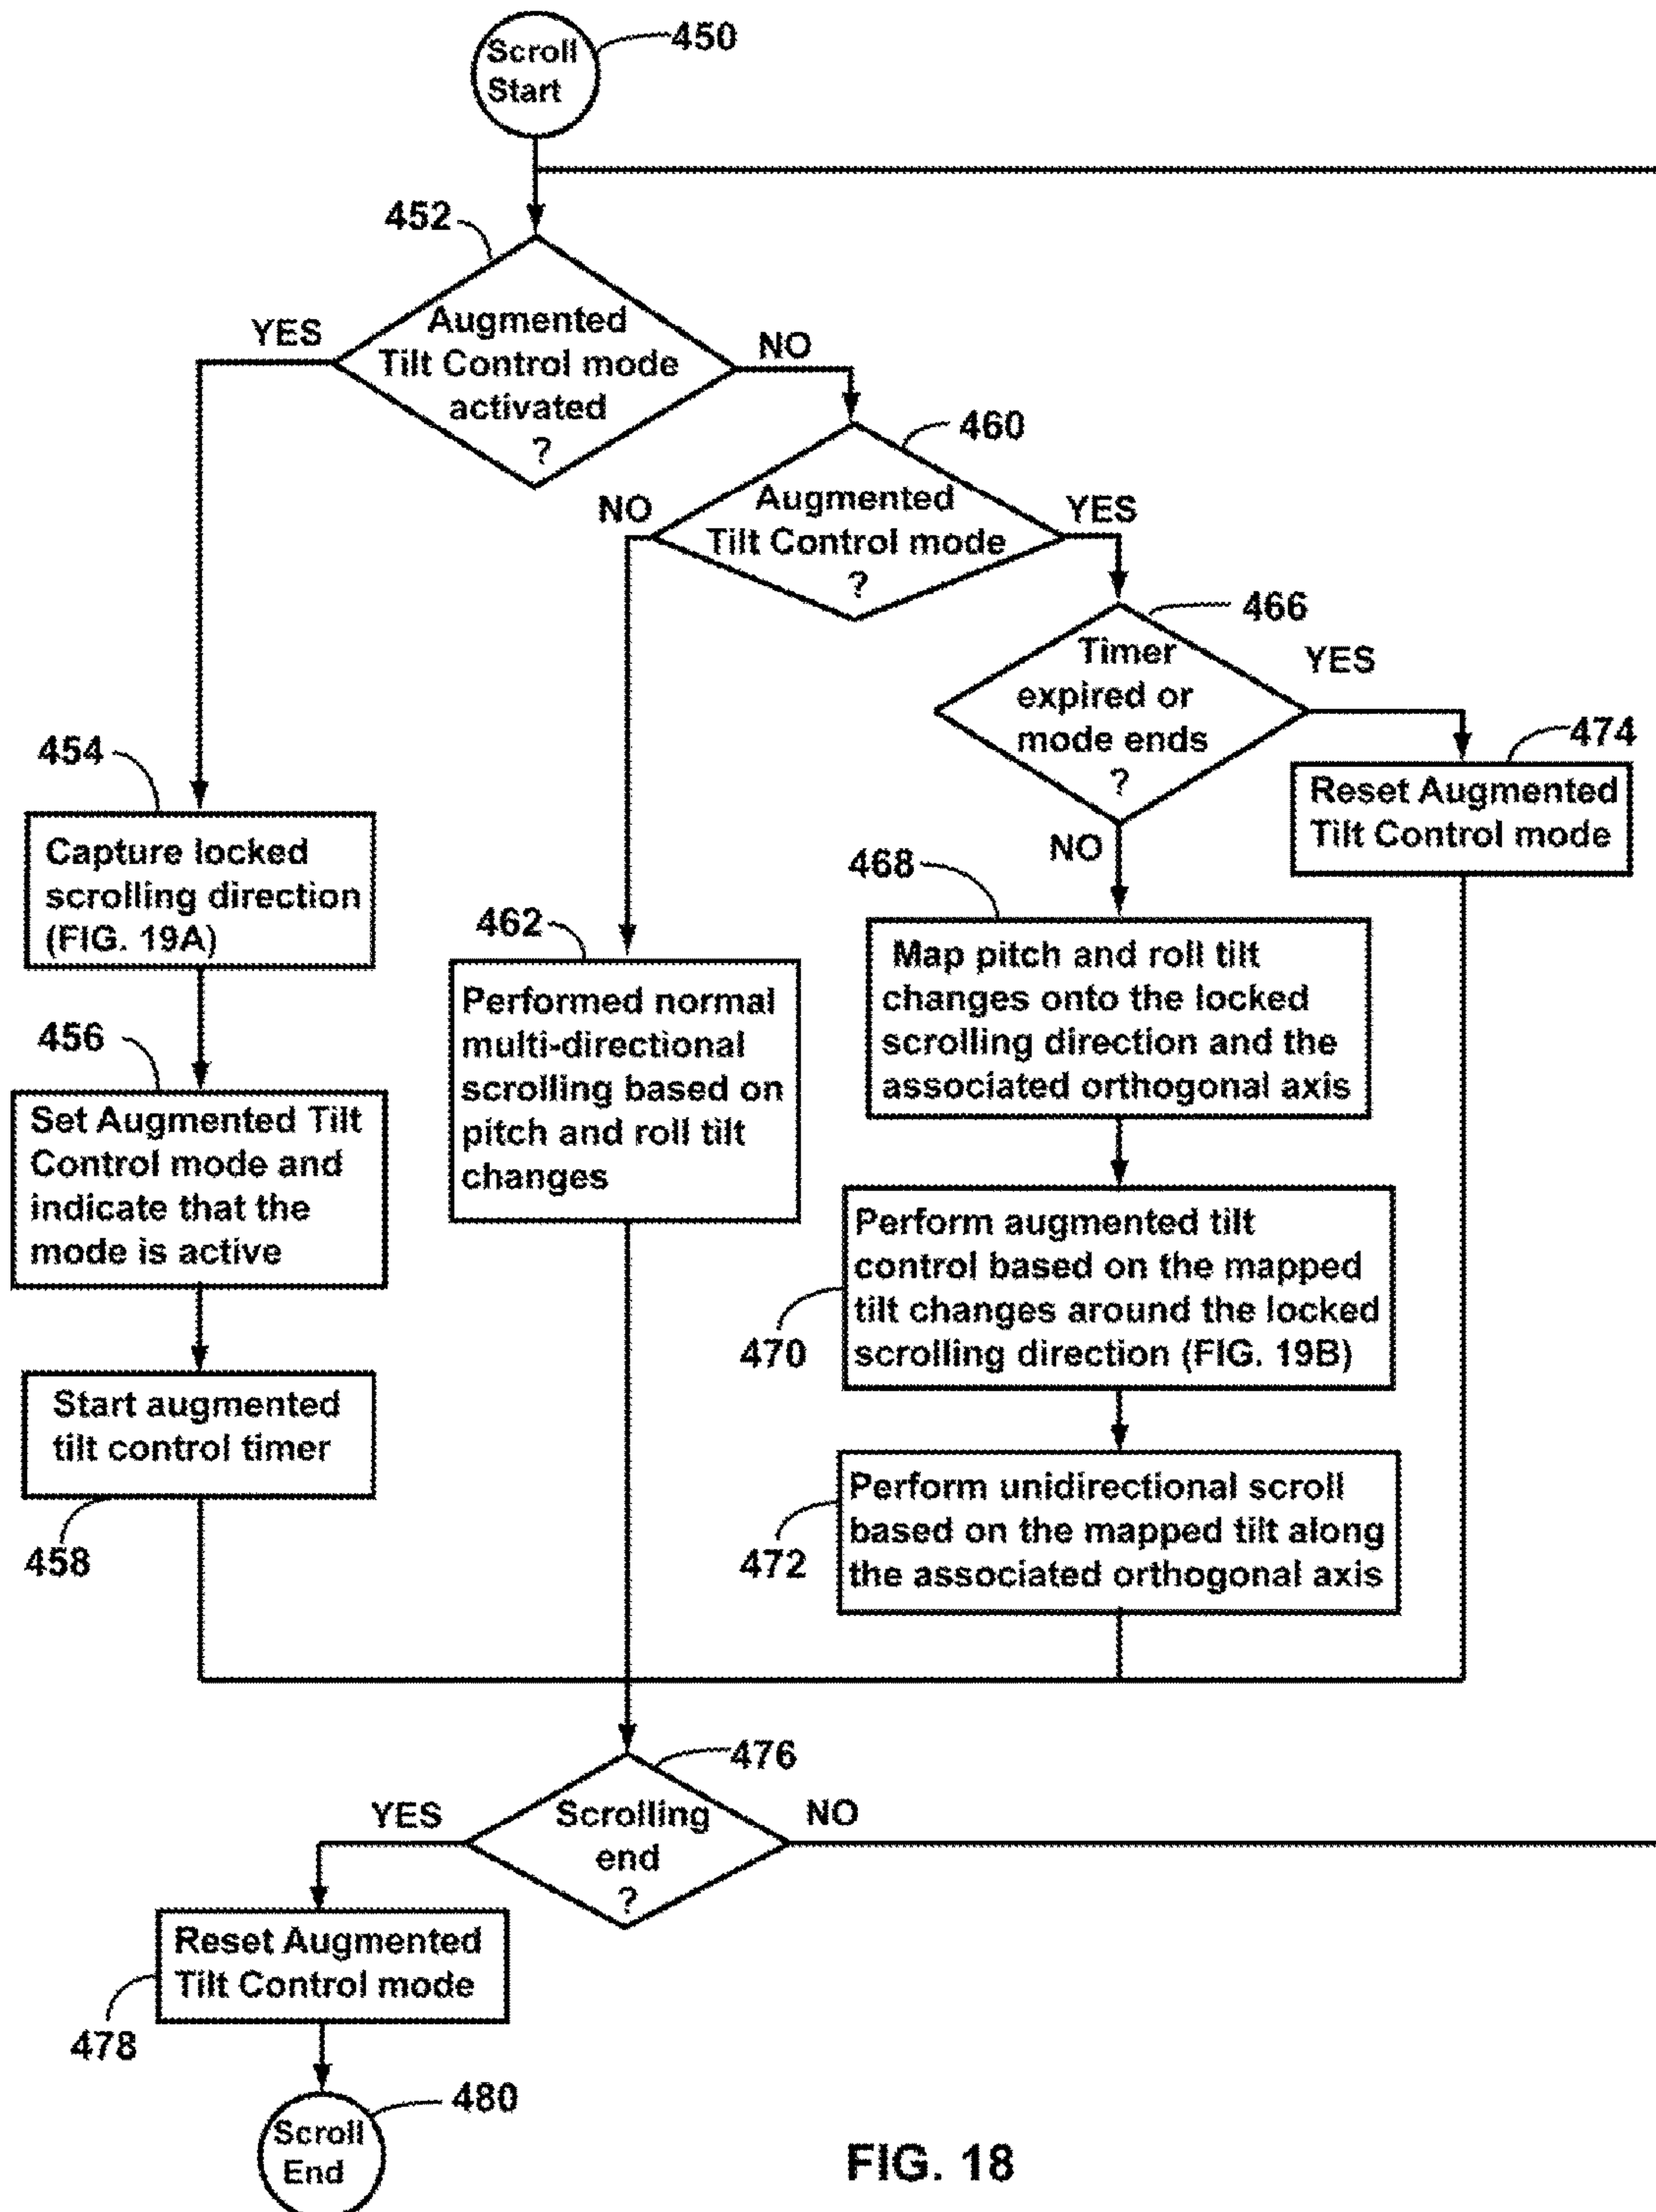 Scroll
Start
450
452
Augmented
Tilt Control mode
activated
?
YES
NO
460
Augmented
Tilt Control mode
?
NO
YES
466
Timer
expired or
mode ends
?
YES
NO
474
Reset Augmented
Tilt Control mode
454
Capture locked
scrolling direction
(FIG. 19A)
456
Set Augmented Tilt
Control mode and
indicate that the
mode is active
Start augmented
tilt control timer
458
462
Performed normal
multi-directional
scrolling based on
pitch and roll tilt
changes
468
Map pitch and roll tilt
changes onto the locked
scrolling direction and the
associated orthogonal axis
Perform augmented tilt
control based on the mapped
tilt changes around the locked
scrolling direction (FIG. 19B)
470
Perform unidirectional scroll
based on the mapped tilt along
the associated orthogonal axis
472
476
Scrolling
end
?
YES
NO
Reset Augmented
Tilt Control mode
478
480
Scroll
End
FIG. 18